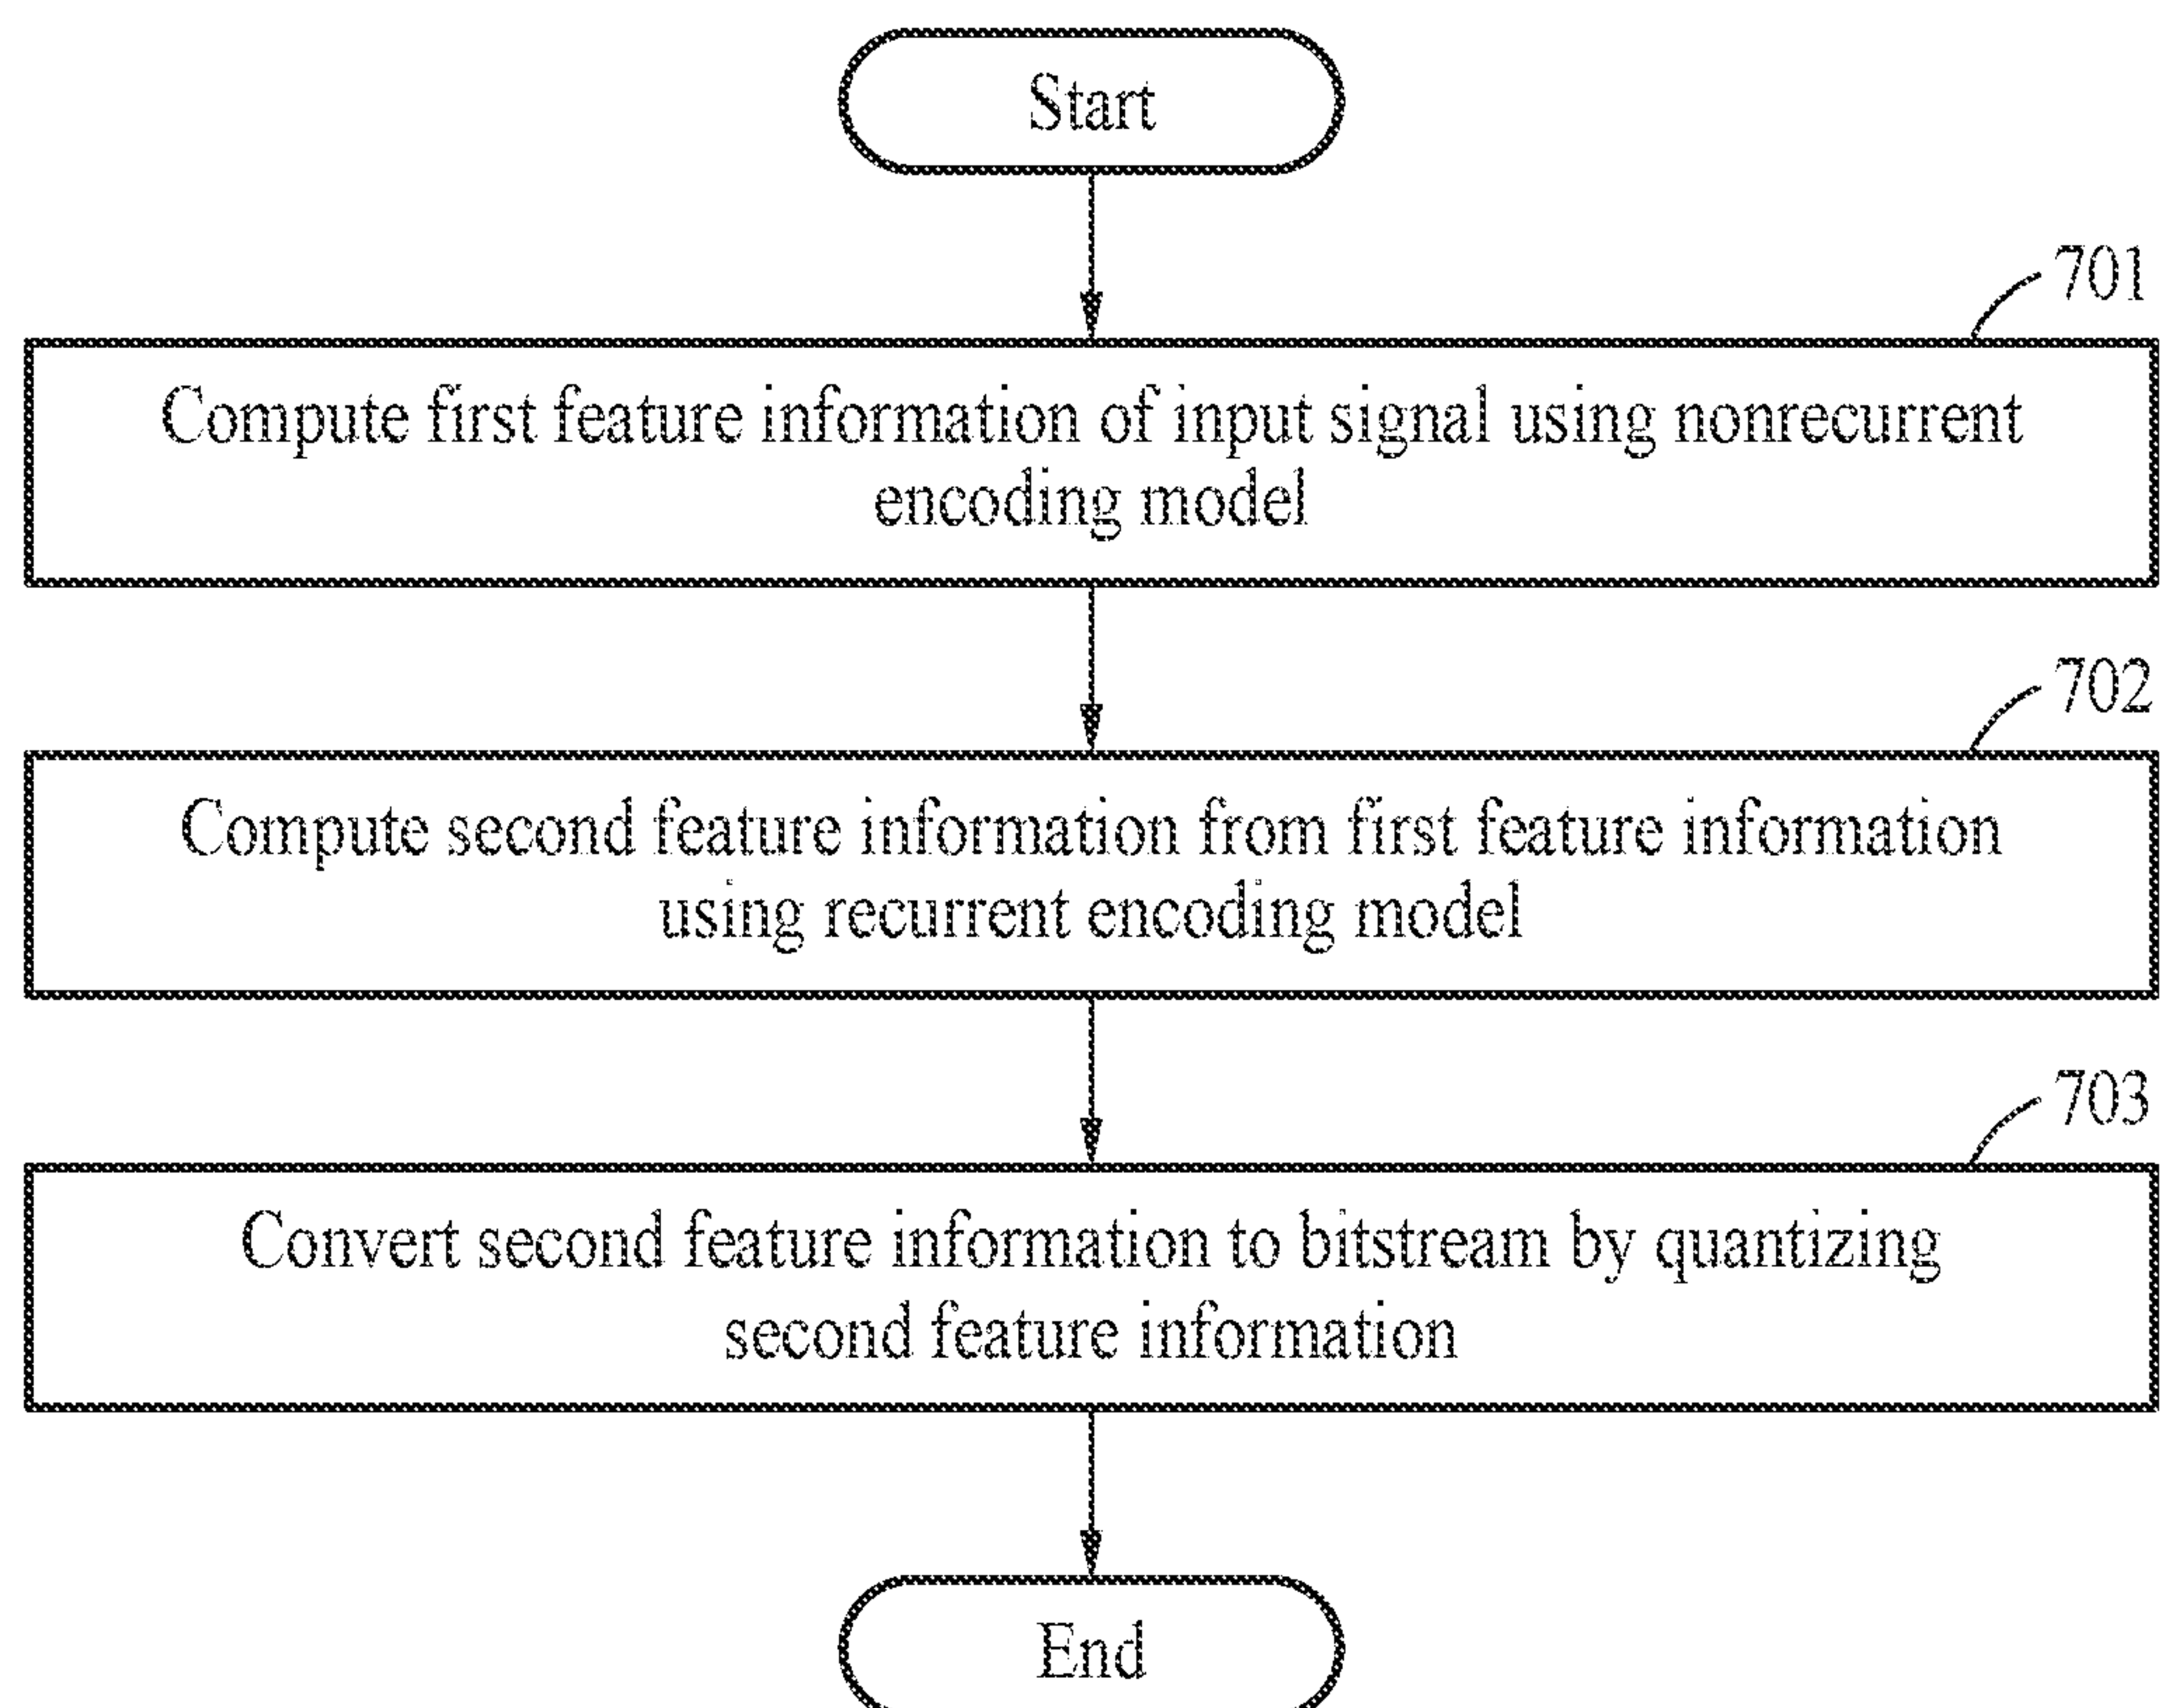 Start
701
Compute first feature information of input signal using nonrecurrent
encoding model
702
Compute second feature information from first feature information
using recurrent encoding model
703
Convert second feature information to bitstream by quantizing
second feature information
End